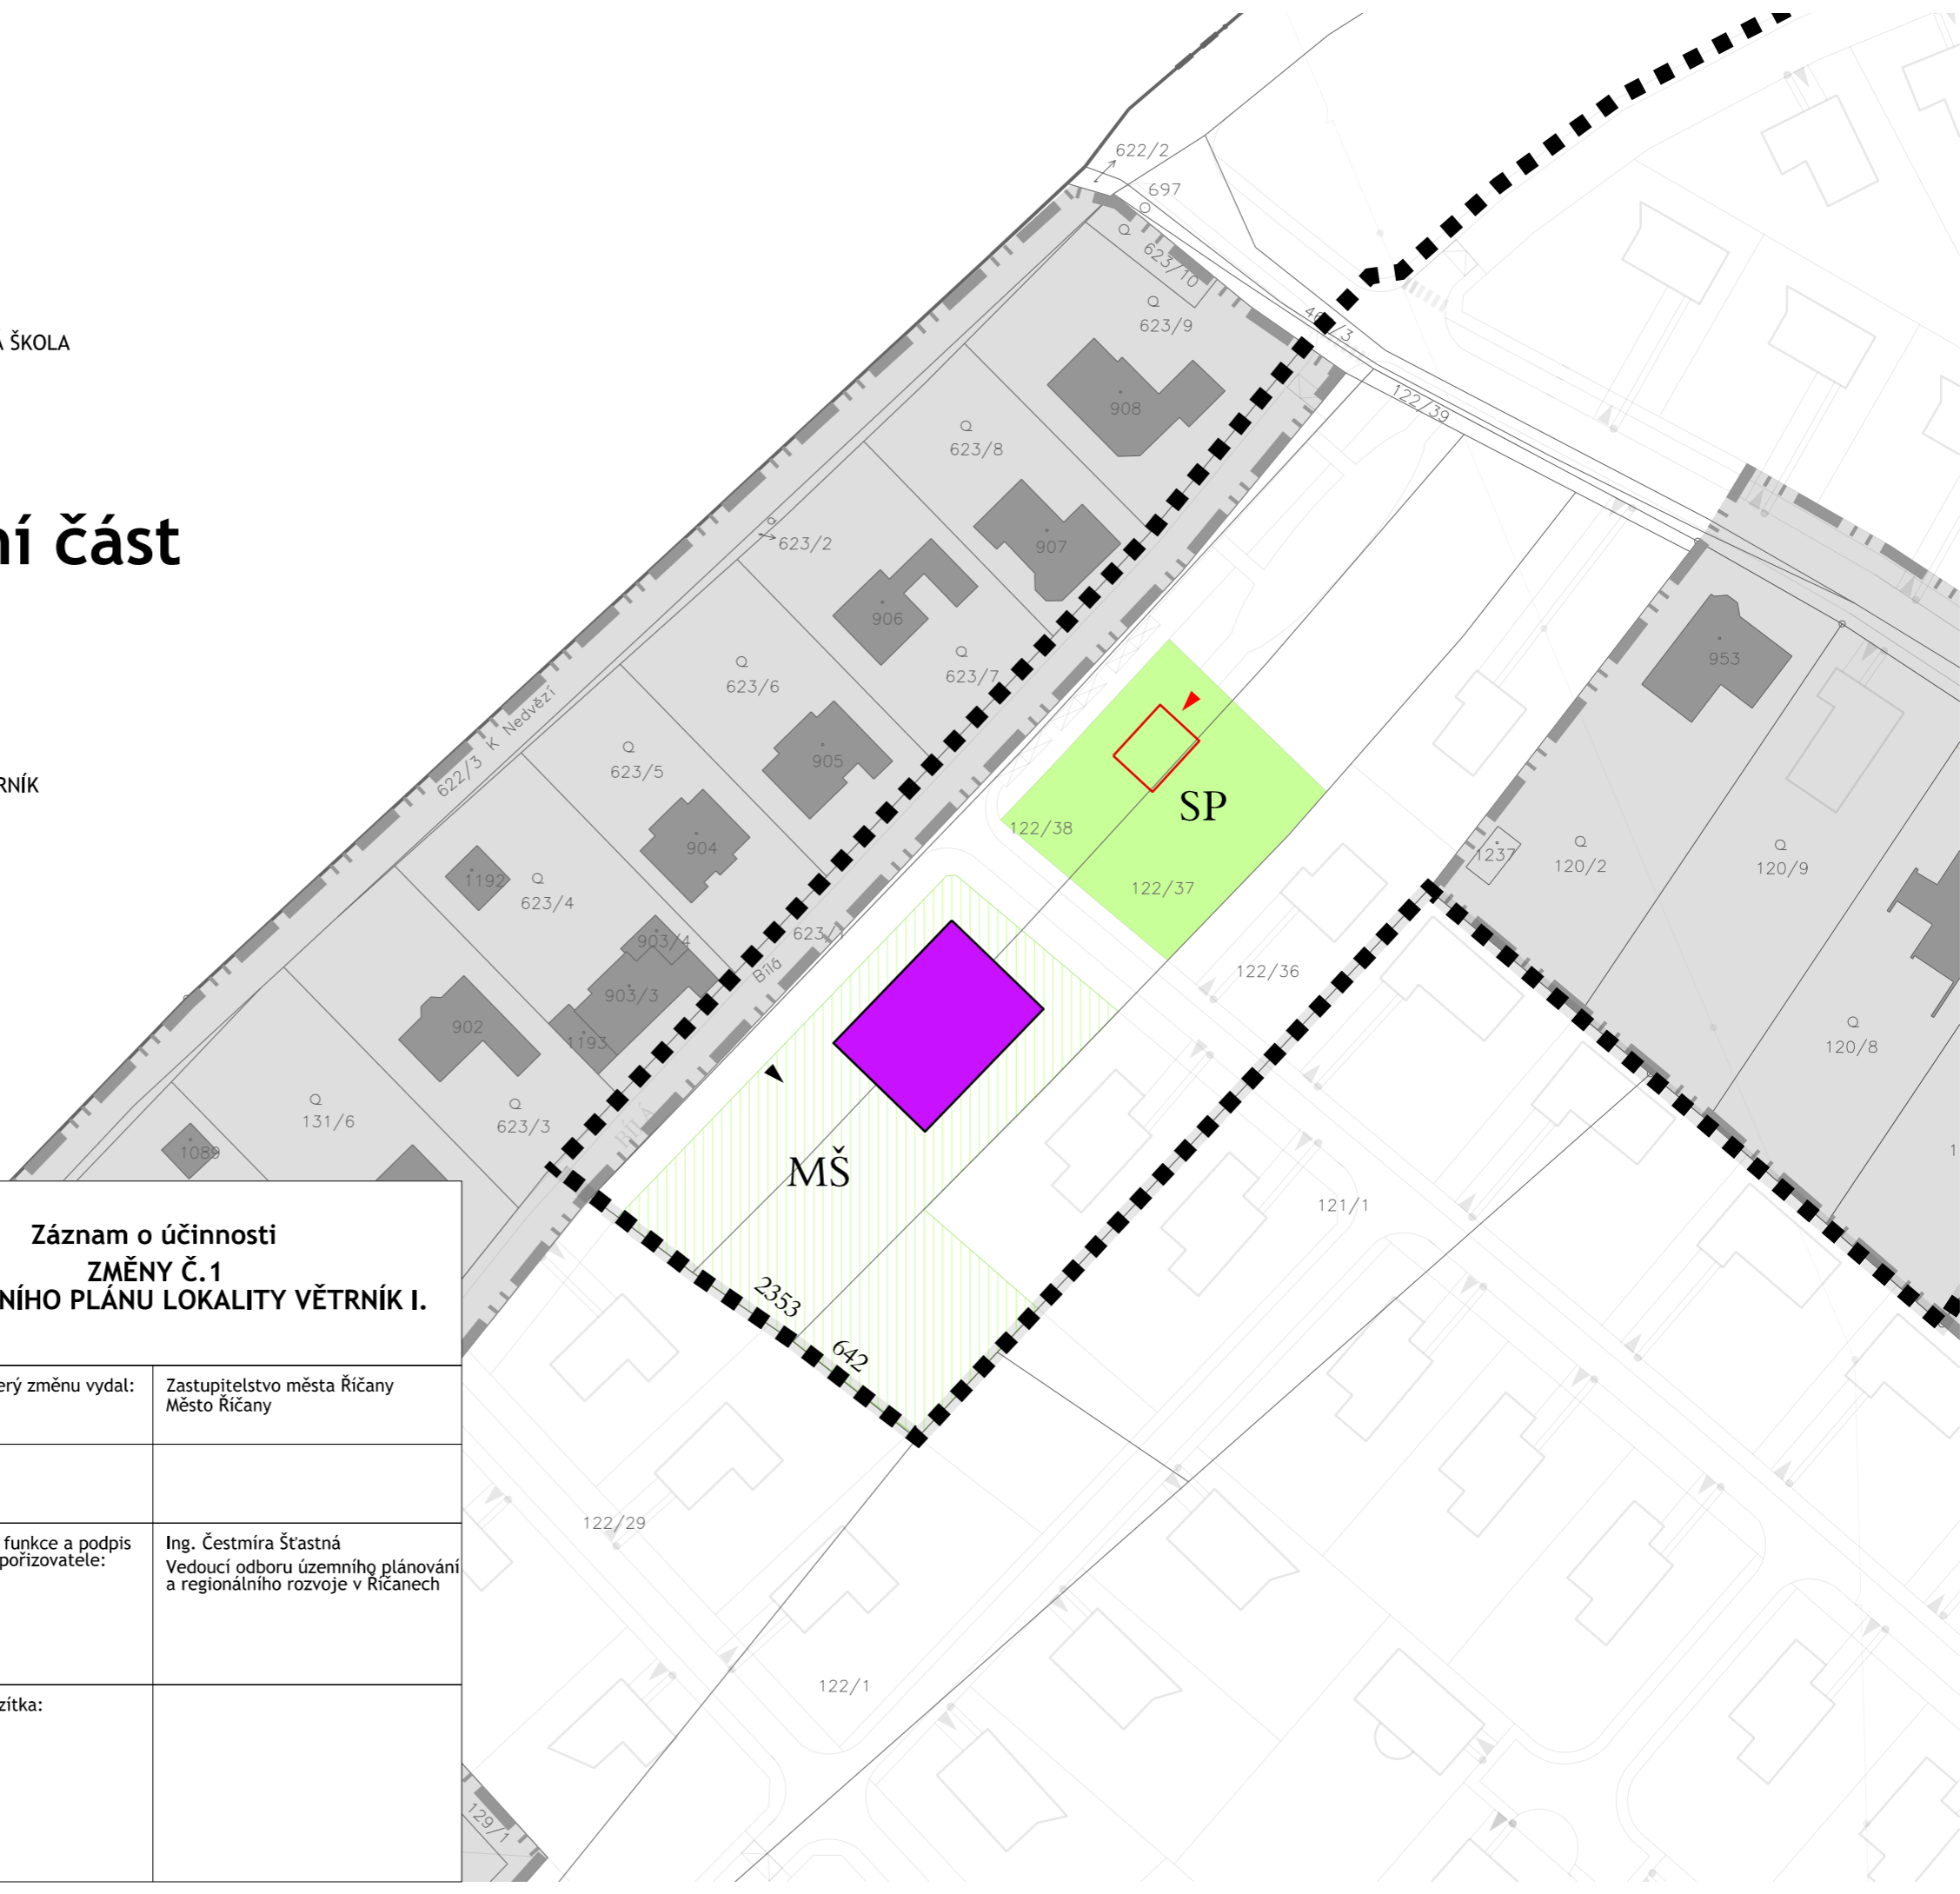 Á ŠKOLA
ní část
RNÍK
622/2
697
623/10
623/9
908
122/39
623/8
907
623/2
906
623/7
953
623/6
K Nedvězí
622/3
905
623/5
904
SP
122/38
1237
120/2
120/9
122/37
1192
623/4
903/4
Bílá
122/36
903/3
902
1193
120/8
131/6
623/3
BÍLÁ
1089
MŠ
121/1
2353
642
Záznam o účinnosti
ZMĚNY Č.1
NÍHO PLÁNU LOKALITY VĚTRNÍK I.
erý změnu vydal:
Zastupitelstvo města Říčany
Město Říčany
funkce a podpis
pořizovatele:
Ing. Čestmíra Šťastná
Vedoucí odboru územního plánování
a regionálního rozvoje v Říčanech
zítka:
122/29
122/1
129/1